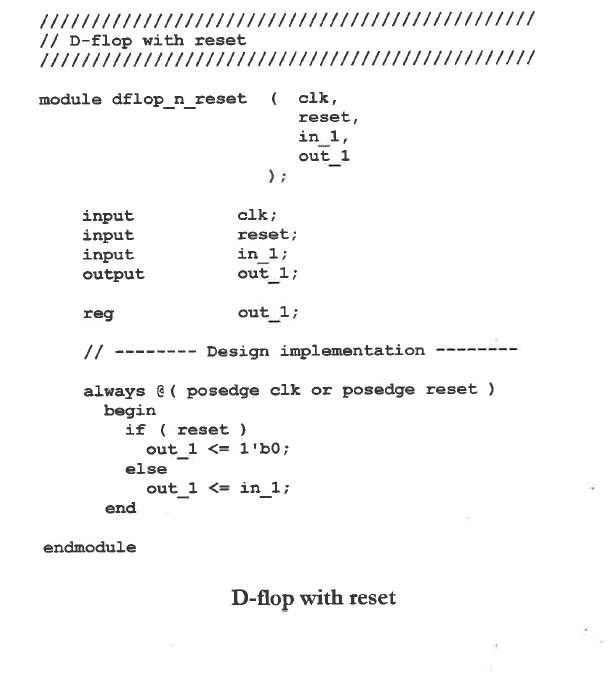 ////////////////////////////////////////////////
// D-flop with reset
////////////////////////////////////////////////
module dflop_n_reset ( clk,
reset,
in_1,
out_1
);
input clk;
input reset;
input in_1;
output out_1;
reg out_1;
// -------- Design implementation --------
always @( posedge clk or posedge reset )
begin
if ( reset )
out_1 <= 1'b0;
else
out_1 <= in_1;
end
endmodule
D-flop with reset